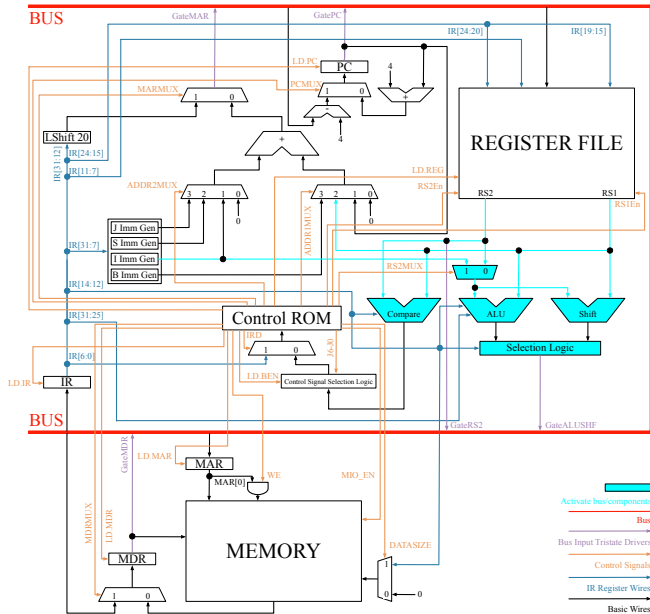 BUS
GateMAR
GatePC
IR[24:20]
IR[19:15]
LD.PC
PC
4
MARMUX
PCMUX
1 0
1 0
+
-
4
LShift 20
IR[24:15]
IR[31:12]
IR[11:7]
+
REGISTER FILE
LD.REG
RS2En
RS2
RS1
RS1En
ADDR2MUX
3 2 1 0
0
ADDR1MUX
3 2 1 0
0
J Imm Gen
S Imm Gen
I Imm Gen
B Imm Gen
IR[31:7]
IR[14:12]
IR[31:25]
RS2MUX
1 0
Control ROM
Compare
ALU
Shift
Selection Logic
IRD
1 0
J6-J0
IR[6:0]
LD.IR
IR
LD.BEN
Control Signal Selection Logic
BUS
GateRS2
GateALUSHF
GateMDR
LD.MAR
MAR
MAR[0]
WE
MIO_EN
MDRMUX
LD.MDR
MDR
MEMORY
DATASIZE
1
0
0
1 0
Activate bus/components
Bus
Bus Input Tristate Drivers
Control Signals
IR Register Wires
Basic Wires